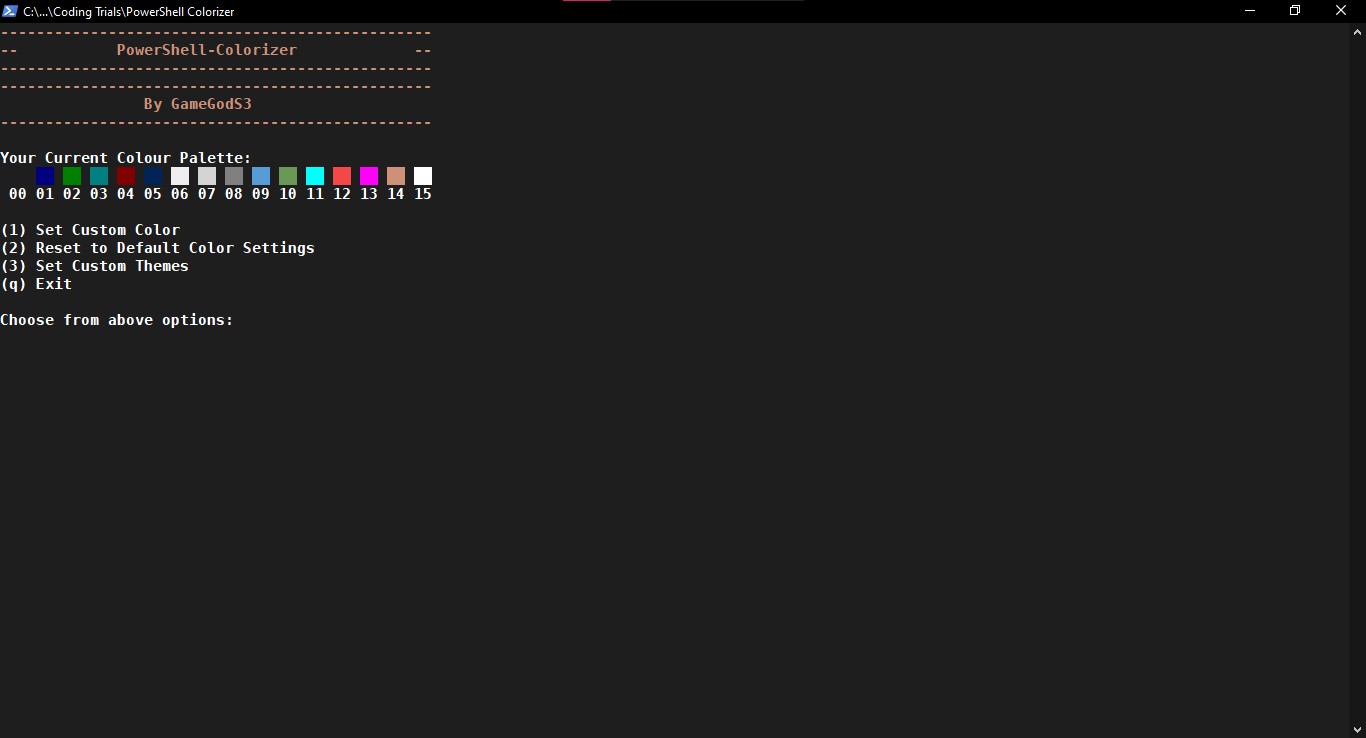 C:\...\Coding Trials\PowerShell Colorizer
------------------------------------------------
-- PowerShell-Colorizer --
------------------------------------------------
------------------------------------------------
By GameGodS3
------------------------------------------------
Your Current Colour Palette:
00 01 02 03 04 05 06 07 08 09 10 11 12 13 14 15
(1) Set Custom Color
(2) Reset to Default Color Settings
(3) Set Custom Themes
(q) Exit
Choose from above options: